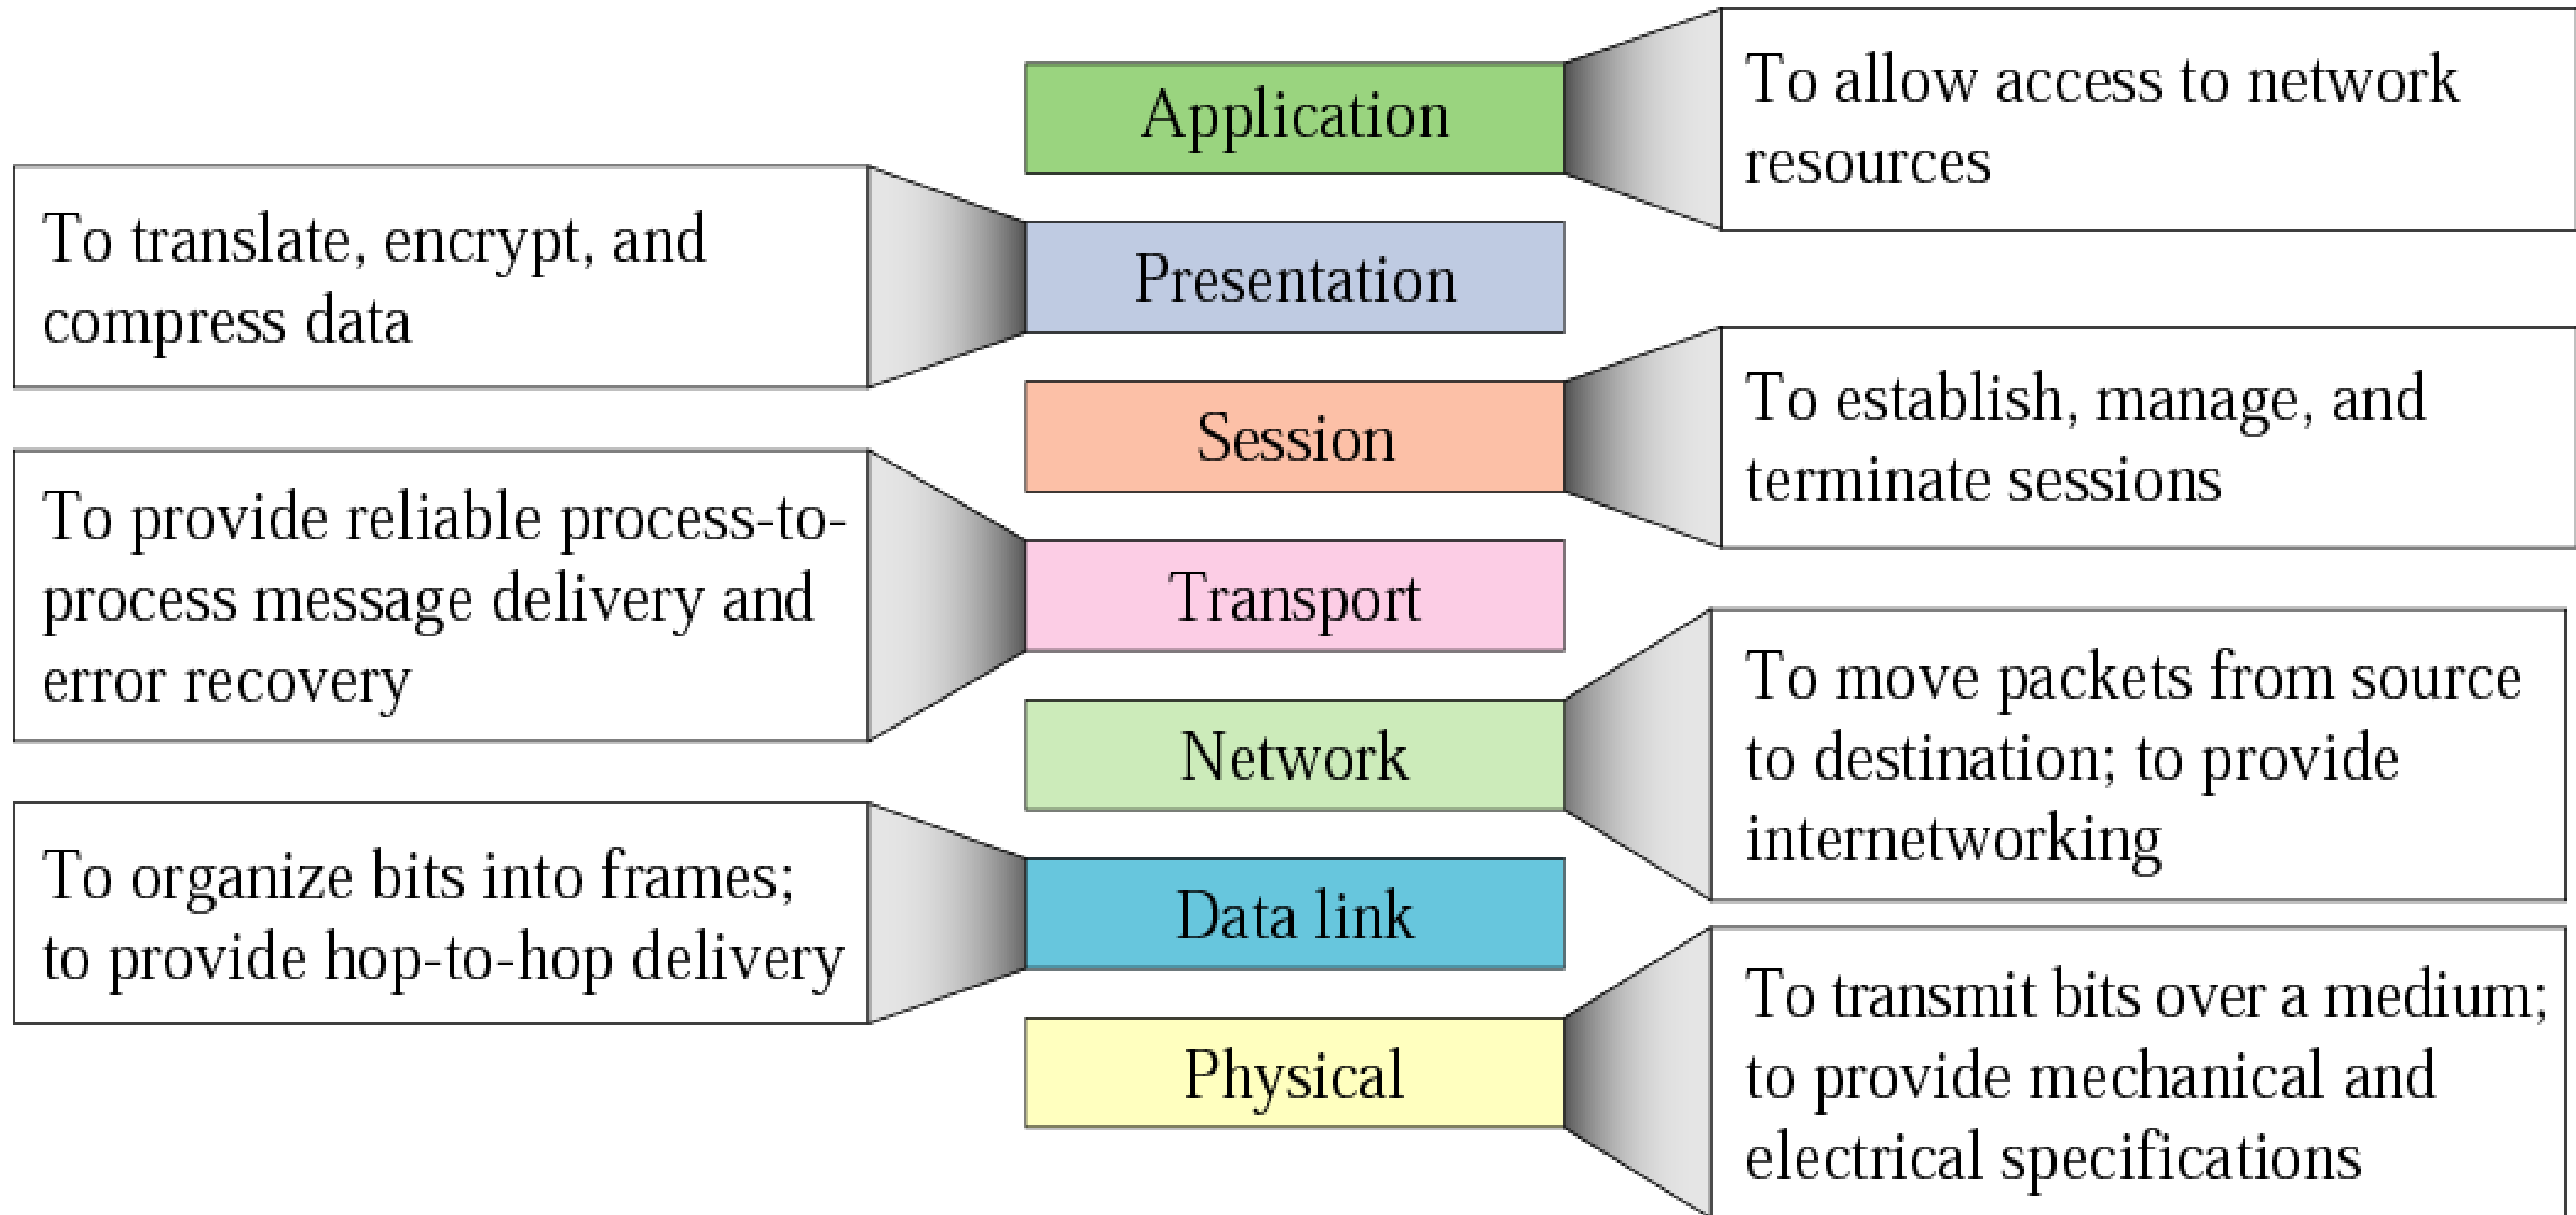 Application
To allow access to network
resources
To translate, encrypt, and
compress data
Presentation
Session
To establish, manage, and
terminate sessions
To provide reliable process-to-
process message delivery and
error recovery
Transport
Network
To move packets from source
to destination; to provide
internetworking
To organize bits into frames;
to provide hop-to-hop delivery
Data link
Physical
To transmit bits over a medium;
to provide mechanical and
electrical specifications